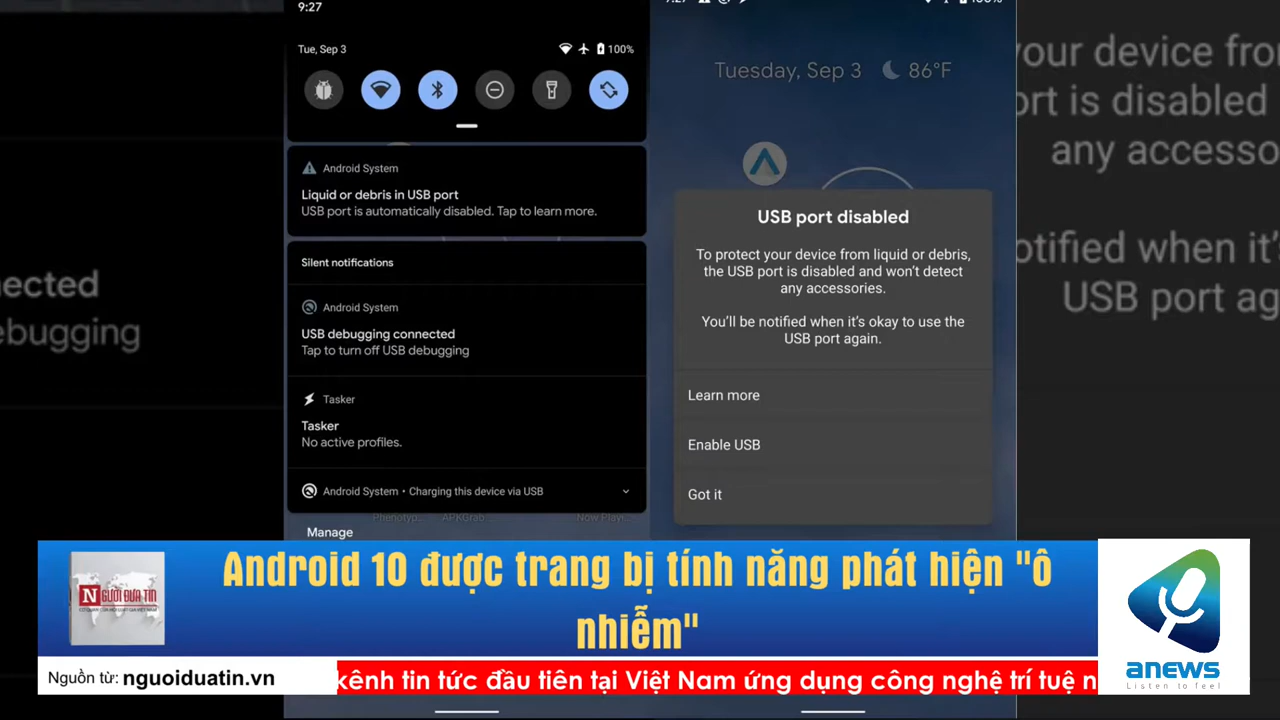 9:27
Tue, Sep 3
100%
Android System
Liquid or debris in USB port
USB port is automatically disabled. Tap to learn more.
Silent notifications
Android System
USB debugging connected
Tap to turn off USB debugging
Tasker
Tasker
No active profiles.
Android System • Charging this device via USB
Manage
Tuesday, Sep 3
86°F
USB port disabled
To protect your device from liquid or debris,
the USB port is disabled and won't detect
any accessories.
You'll be notified when it's okay to use the
USB port again.
Learn more
Enable USB
Got it
your device
is disabled
any
when it's
USB port
Android 10 được trang bị tính năng phát hiện "ô
nhiễm"
NGƯỜI ĐƯA TIN
Nguồn từ: nguoiduatin.vn
kênh tin tức đầu tiên tại Việt Nam ứng dụng công nghệ trí tuệ
anews
Listen to feel